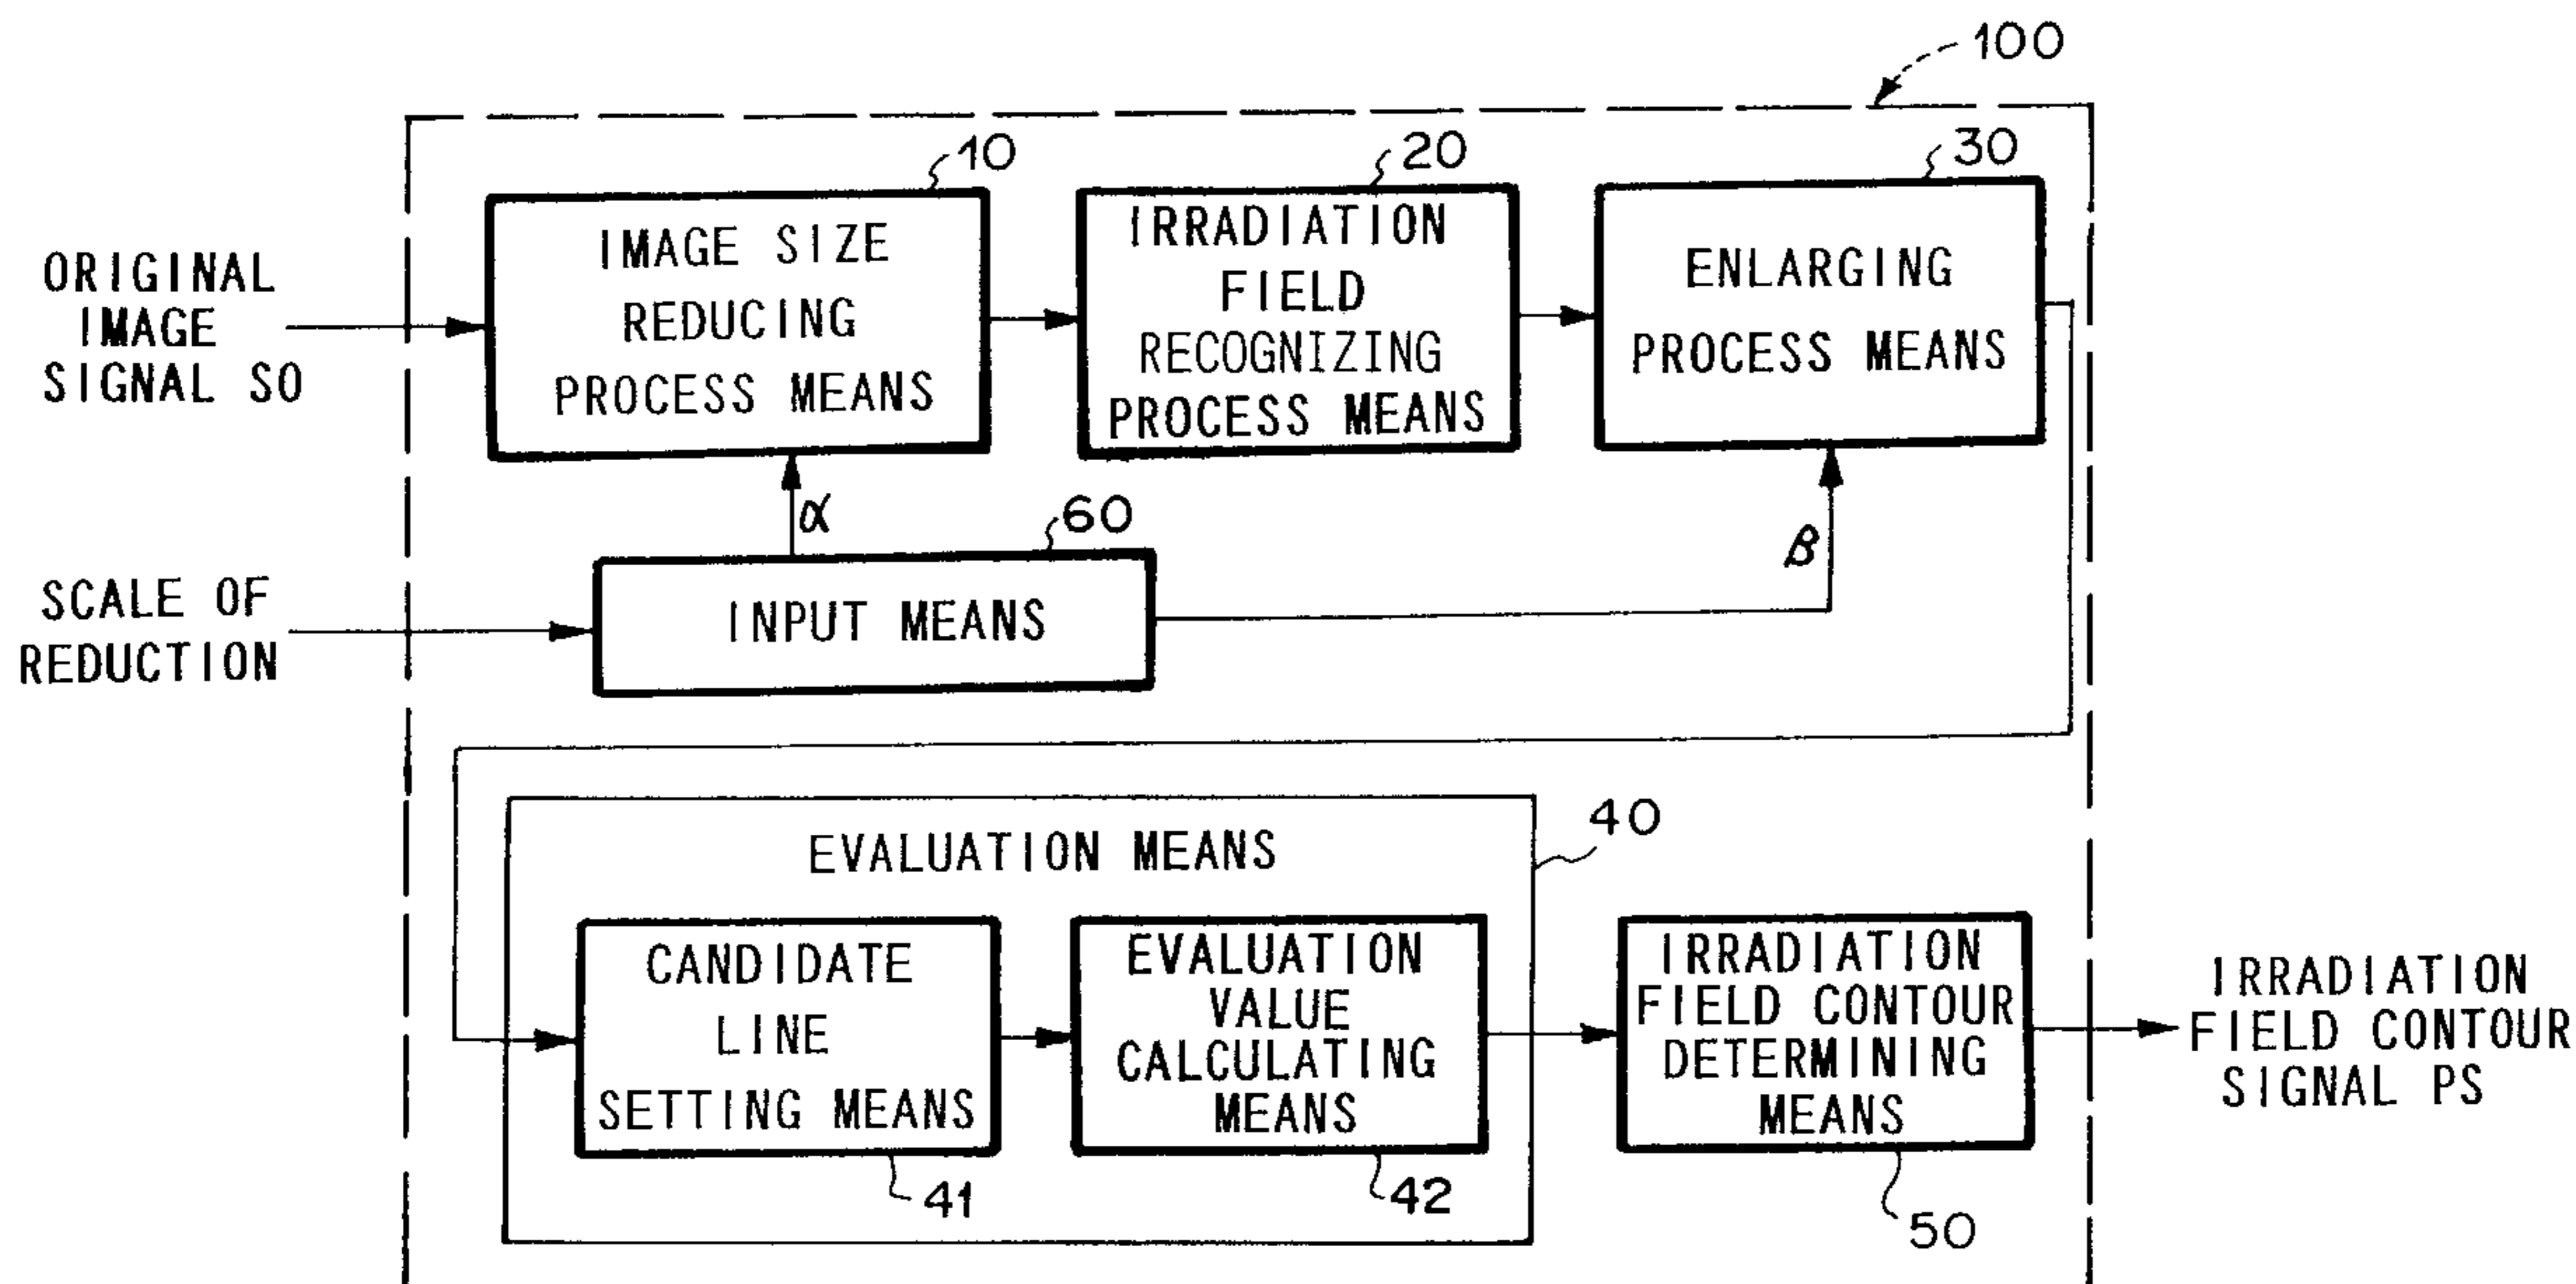 100
10
20
30
ORIGINAL
IMAGE
SIGNAL SO
IMAGE SIZE
REDUCING
PROCESS MEANS
IRRADIATION
FIELD
RECOGNIZING
PROCESS MEANS
ENLARGING
PROCESS MEANS
α
60
β
SCALE OF
REDUCTION
INPUT MEANS
40
EVALUATION MEANS
CANDIDATE
LINE
SETTING MEANS
EVALUATION
VALUE
CALCULATING
MEANS
IRRADIATION
FIELD CONTOUR
DETERMINING
MEANS
IRRADIATION
FIELD CONTOUR
SIGNAL PS
41
42
50